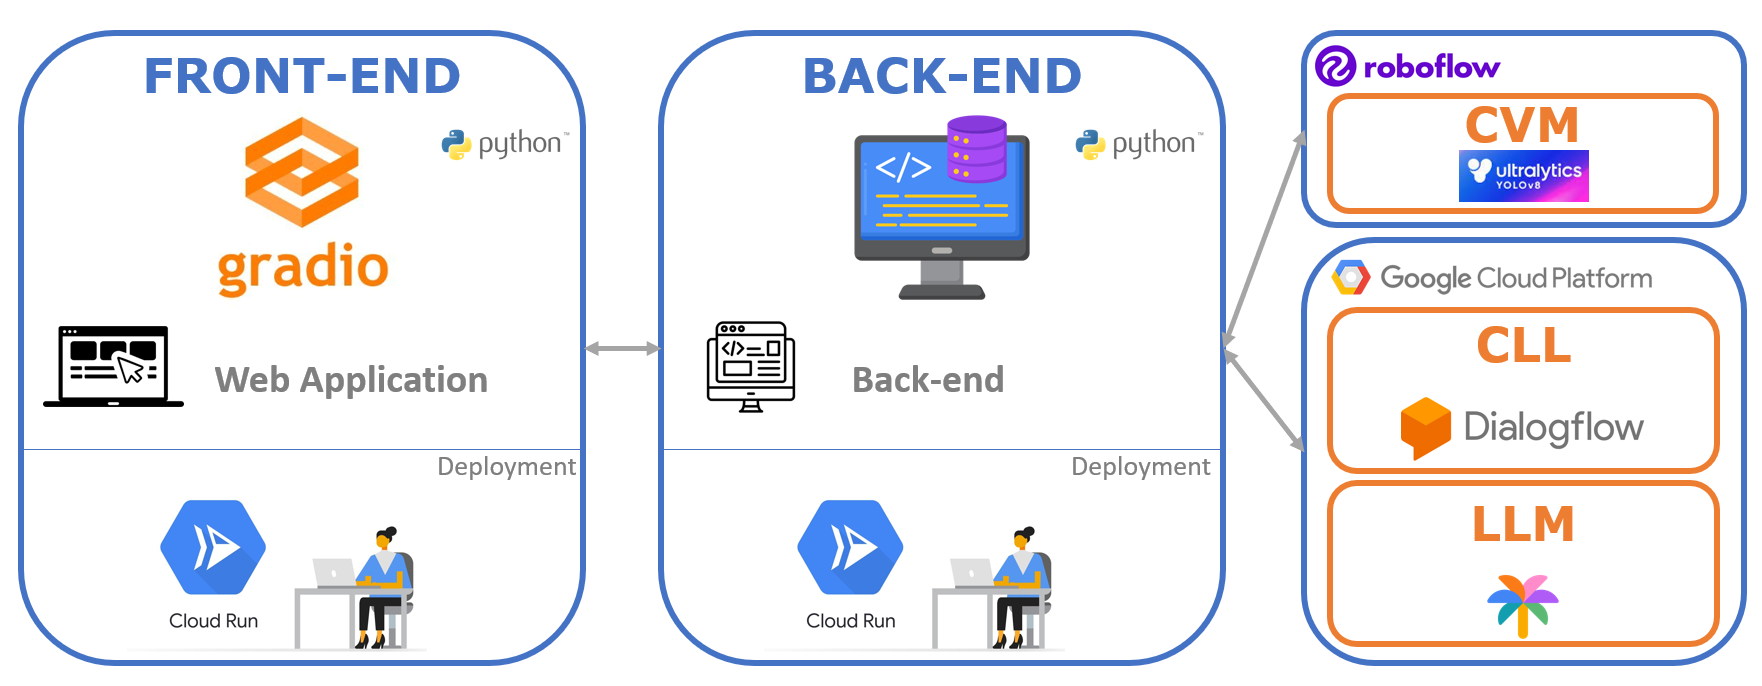 FRONT-END
python™
gradio
Web Application
Deployment
Cloud Run
BACK-END
python™
</>
</>
Back-end
Deployment
Cloud Run
roboflow
CVM
ultralytics
YOLOv8
Google Cloud Platform
CLL
Dialogflow
LLM